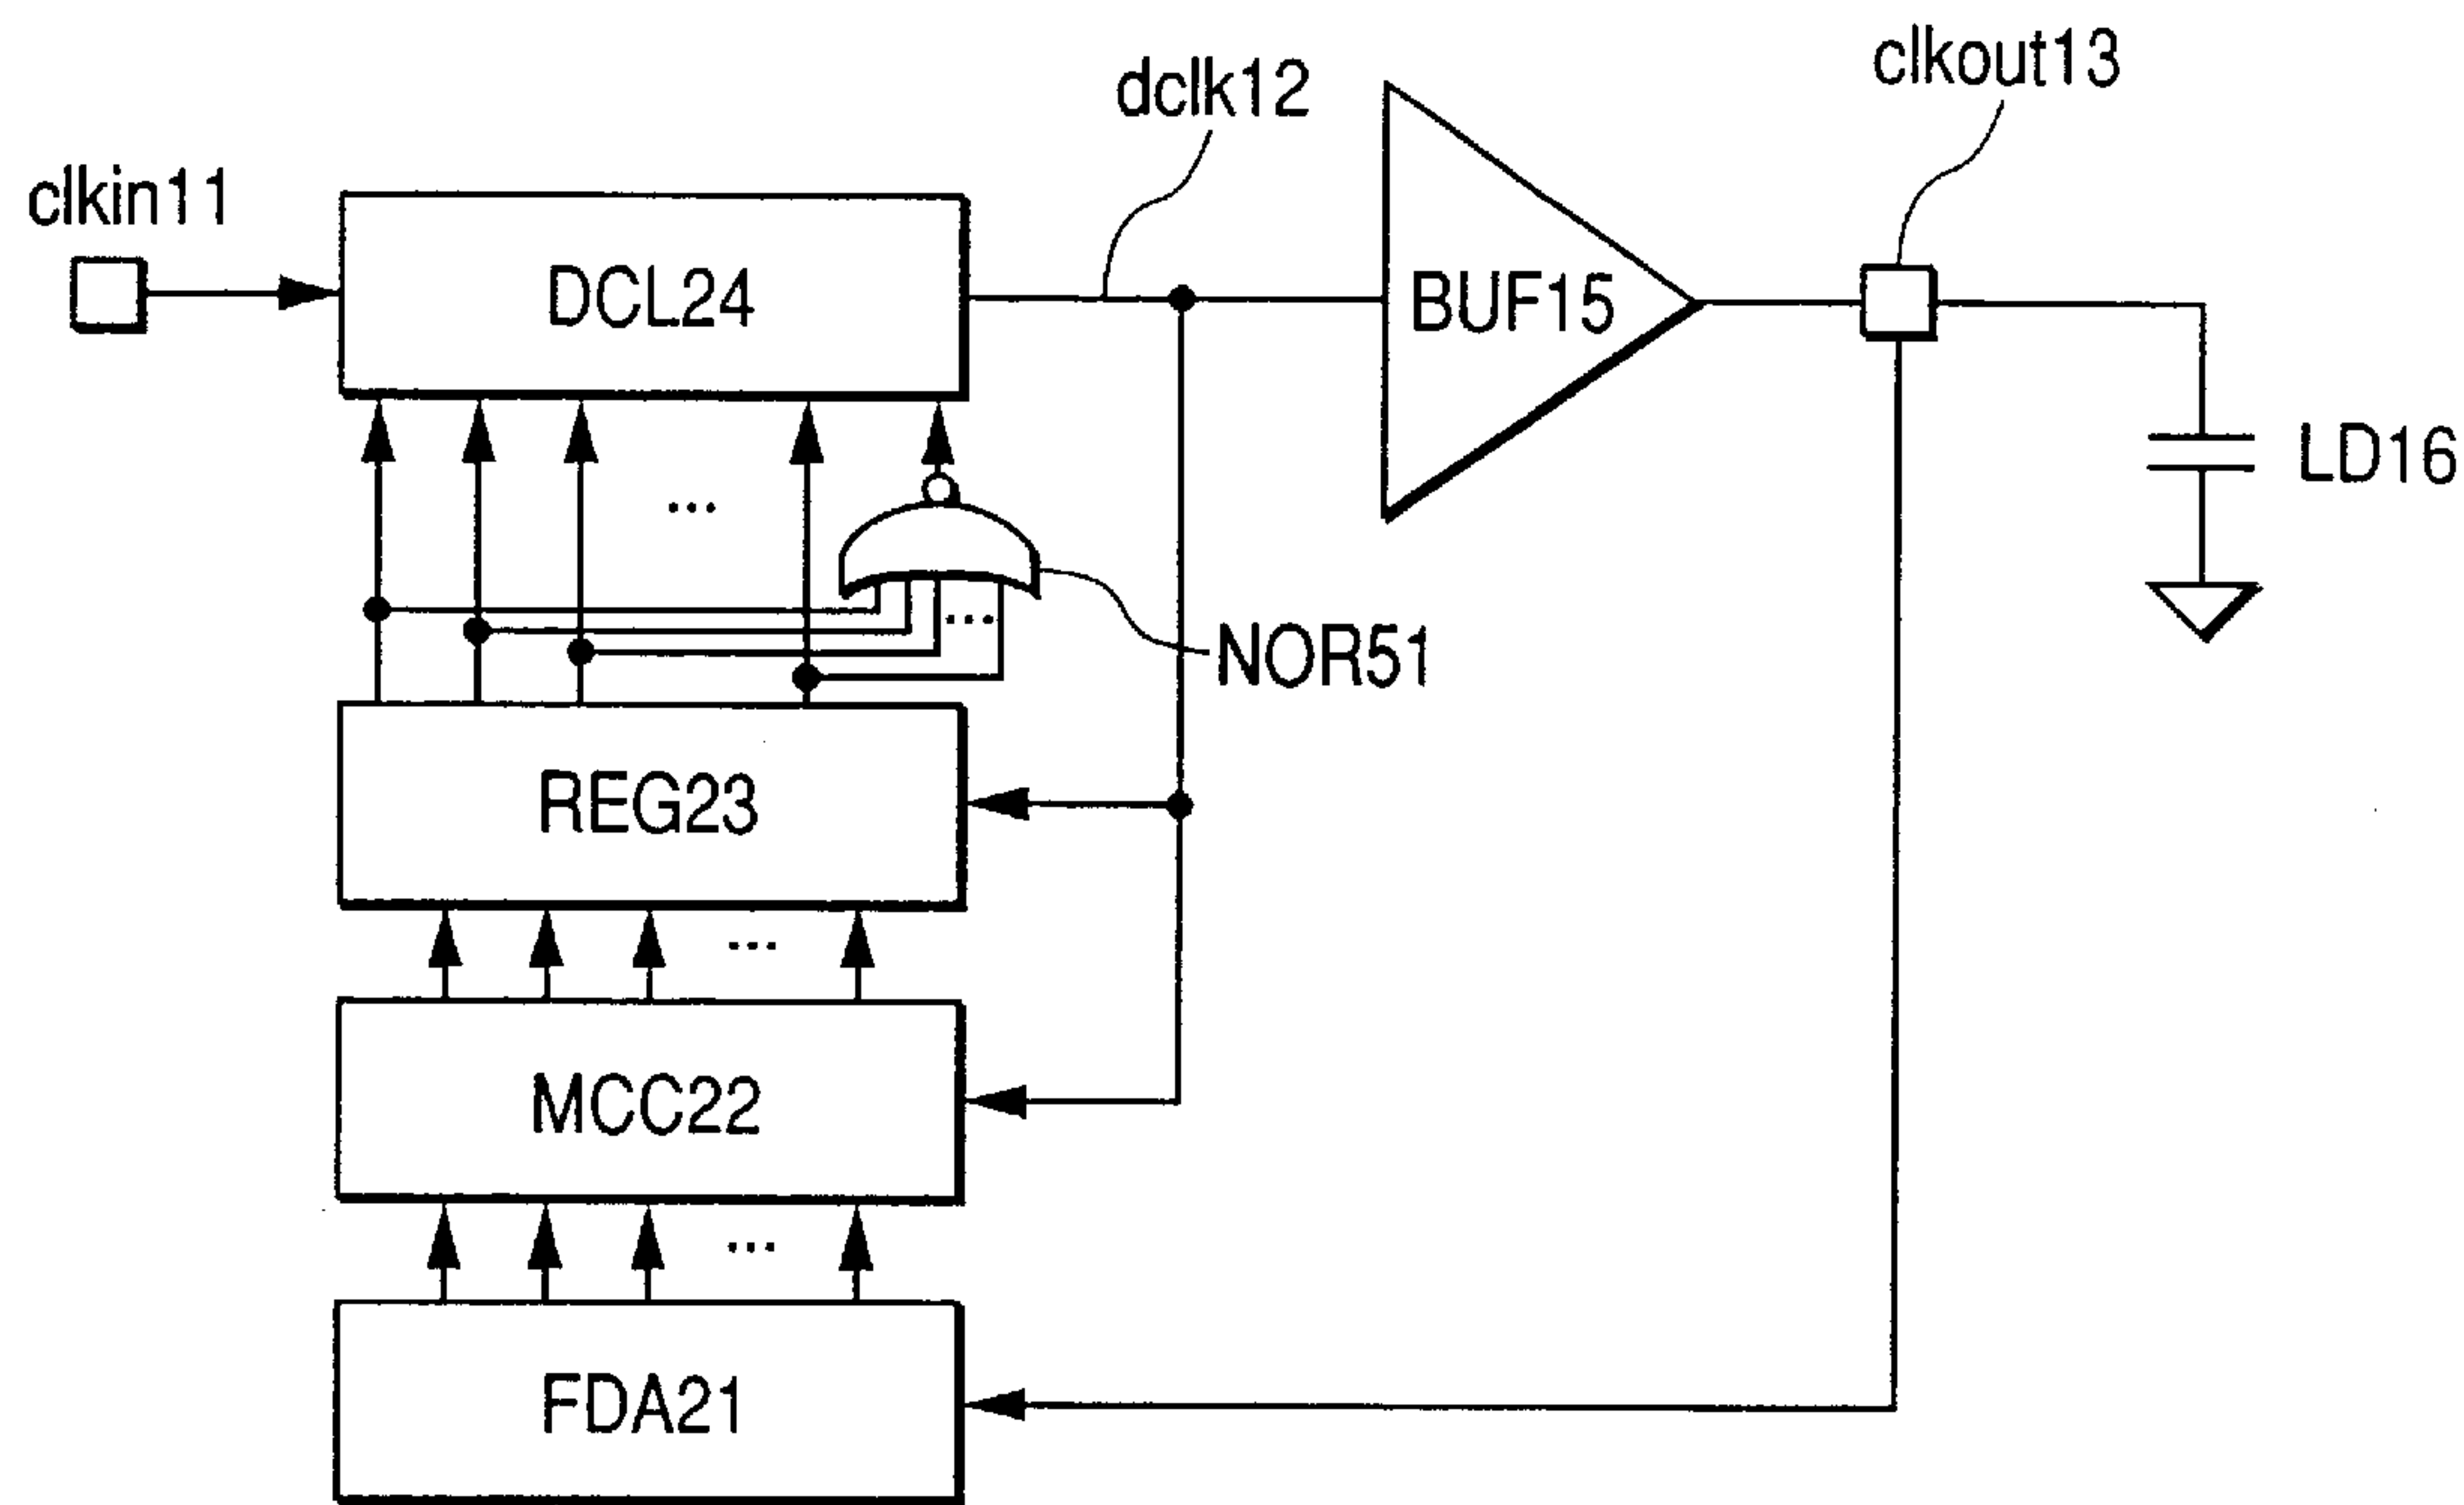 clkout13
dclk12
clkin11
DCL24
BUF15
LD16
...
...
NOR51
REG23
...
MCC22
...
FDA21